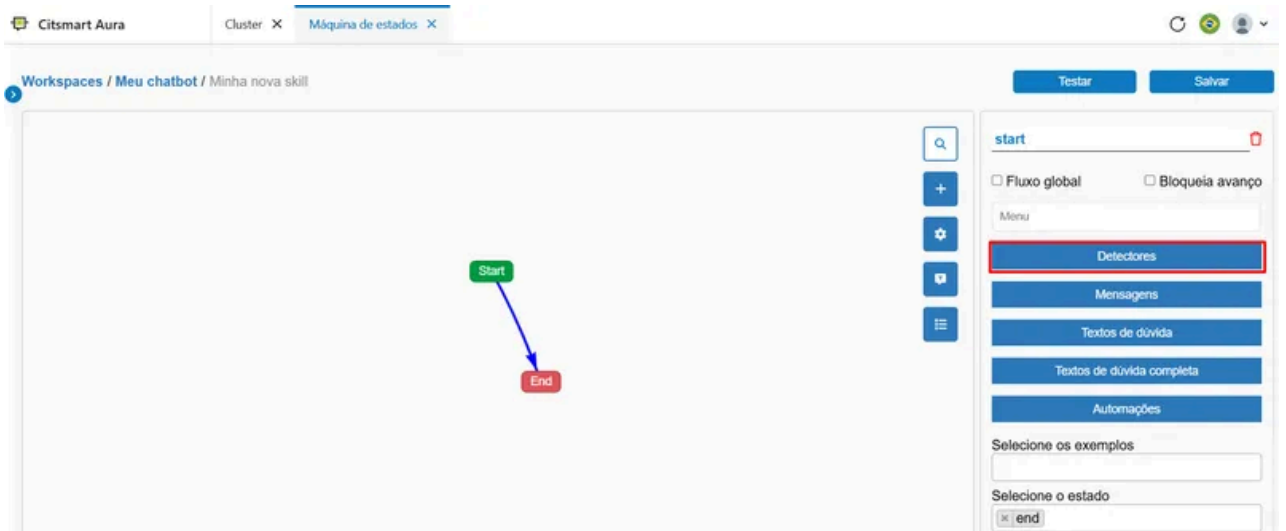 Citsmart Aura
Cluster ×
Máquina de estados ×
Workspaces / Meu chatbot / Minha nova skill
Testar
Salvar
start
Fluxo global
Bloqueia avanço
Menu
Detectores
Mensagens
Textos de dúvida
Textos de dúvida completa
Automações
Selecione os exemplos
Selecione o estado
× end
Start
End